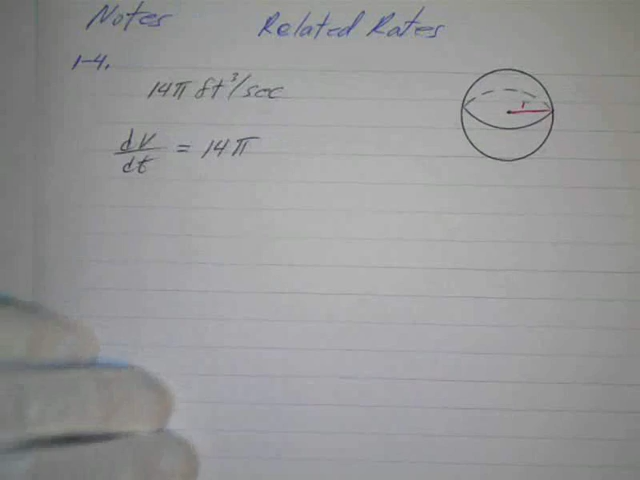 Notes Related Rates
1-4.
14π ft³/sec
r
dV/dt = 14π